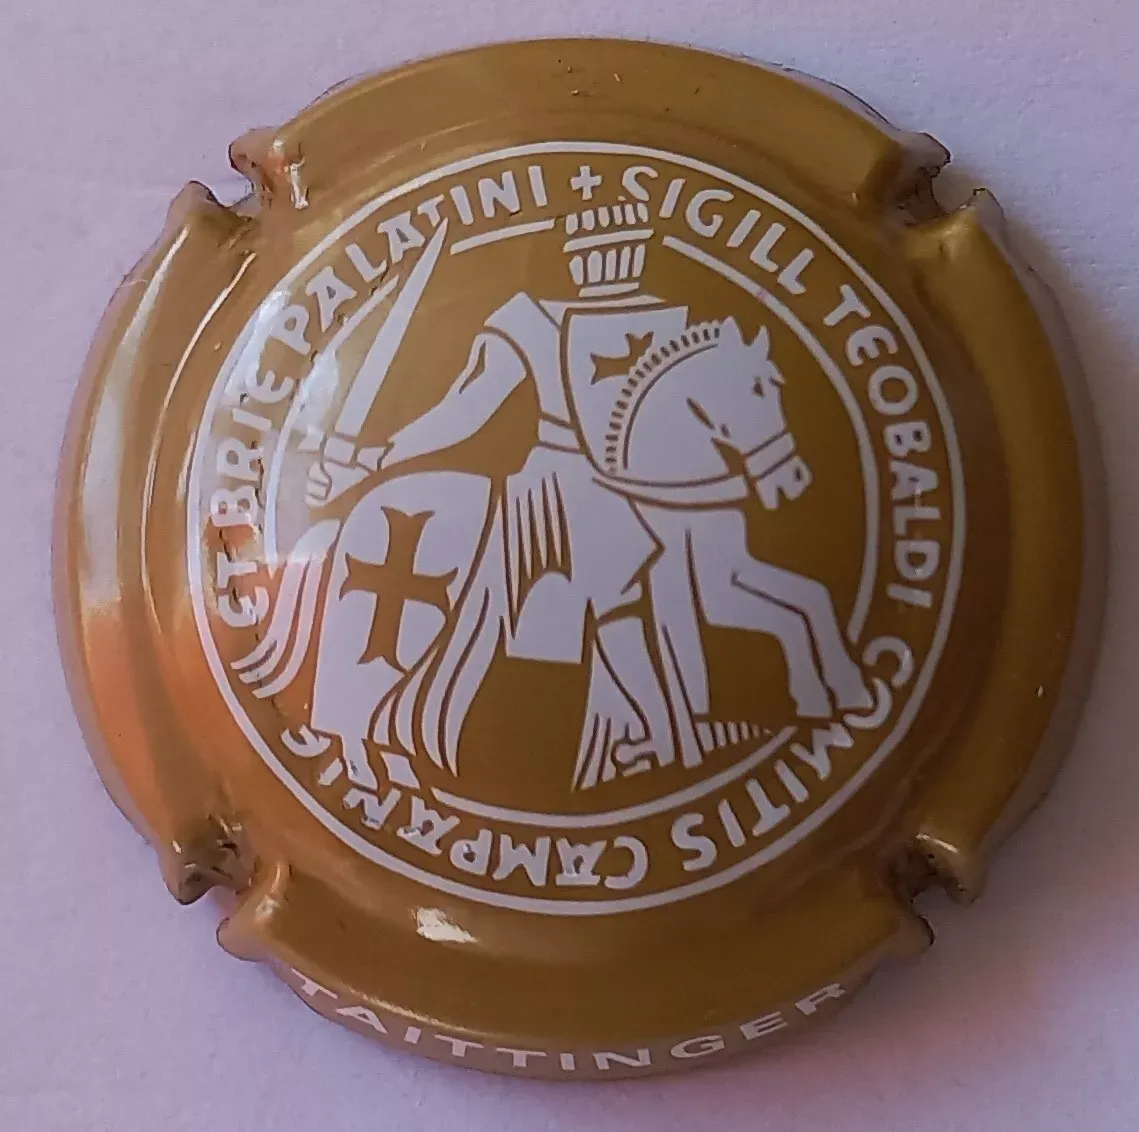 + SIGILL TEOBALDI COMITIS CAMPANIE ET BRIE PALATINI
TAITTINGER